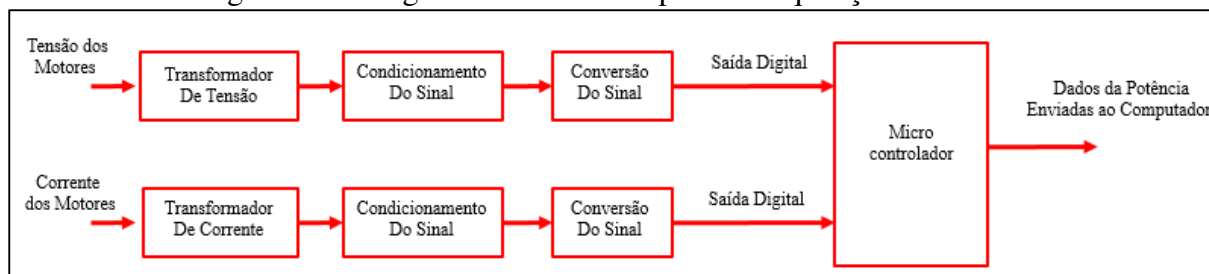 Tensão dos
Motores
Transformador
De Tensão
Condicionamento
Do Sinal
Conversão
Do Sinal
Saída Digital
Micro
controlador
Dados da Potência
Enviadas ao Computador
Corrente
dos Motores
Transformador
De Corrente
Condicionamento
Do Sinal
Conversão
Do Sinal
Saída Digital